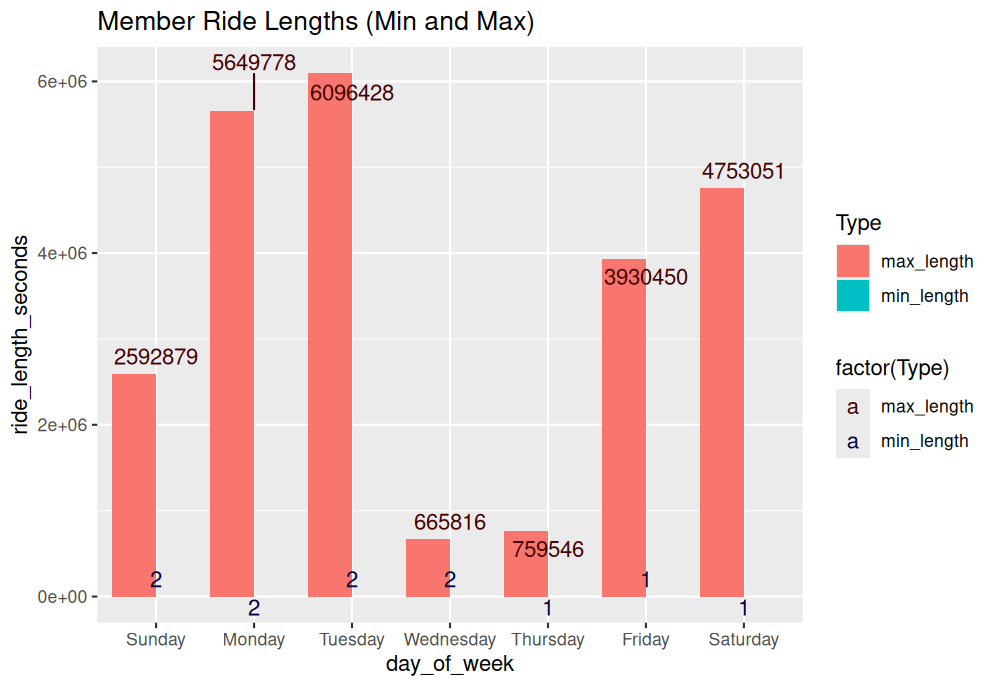 Member Ride Lengths (Min and Max)
ride_length_seconds
6e+06
4e+06
2e+06
0e+00
5649778
6096428
4753051
3930450
2592879
665816
759546
2
2
2
2
1
1
1
Sunday
Monday
Tuesday
Wednesday
Thursday
Friday
Saturday
day_of_week
Type
max_length
min_length
factor(Type)
a max_length
a min_length